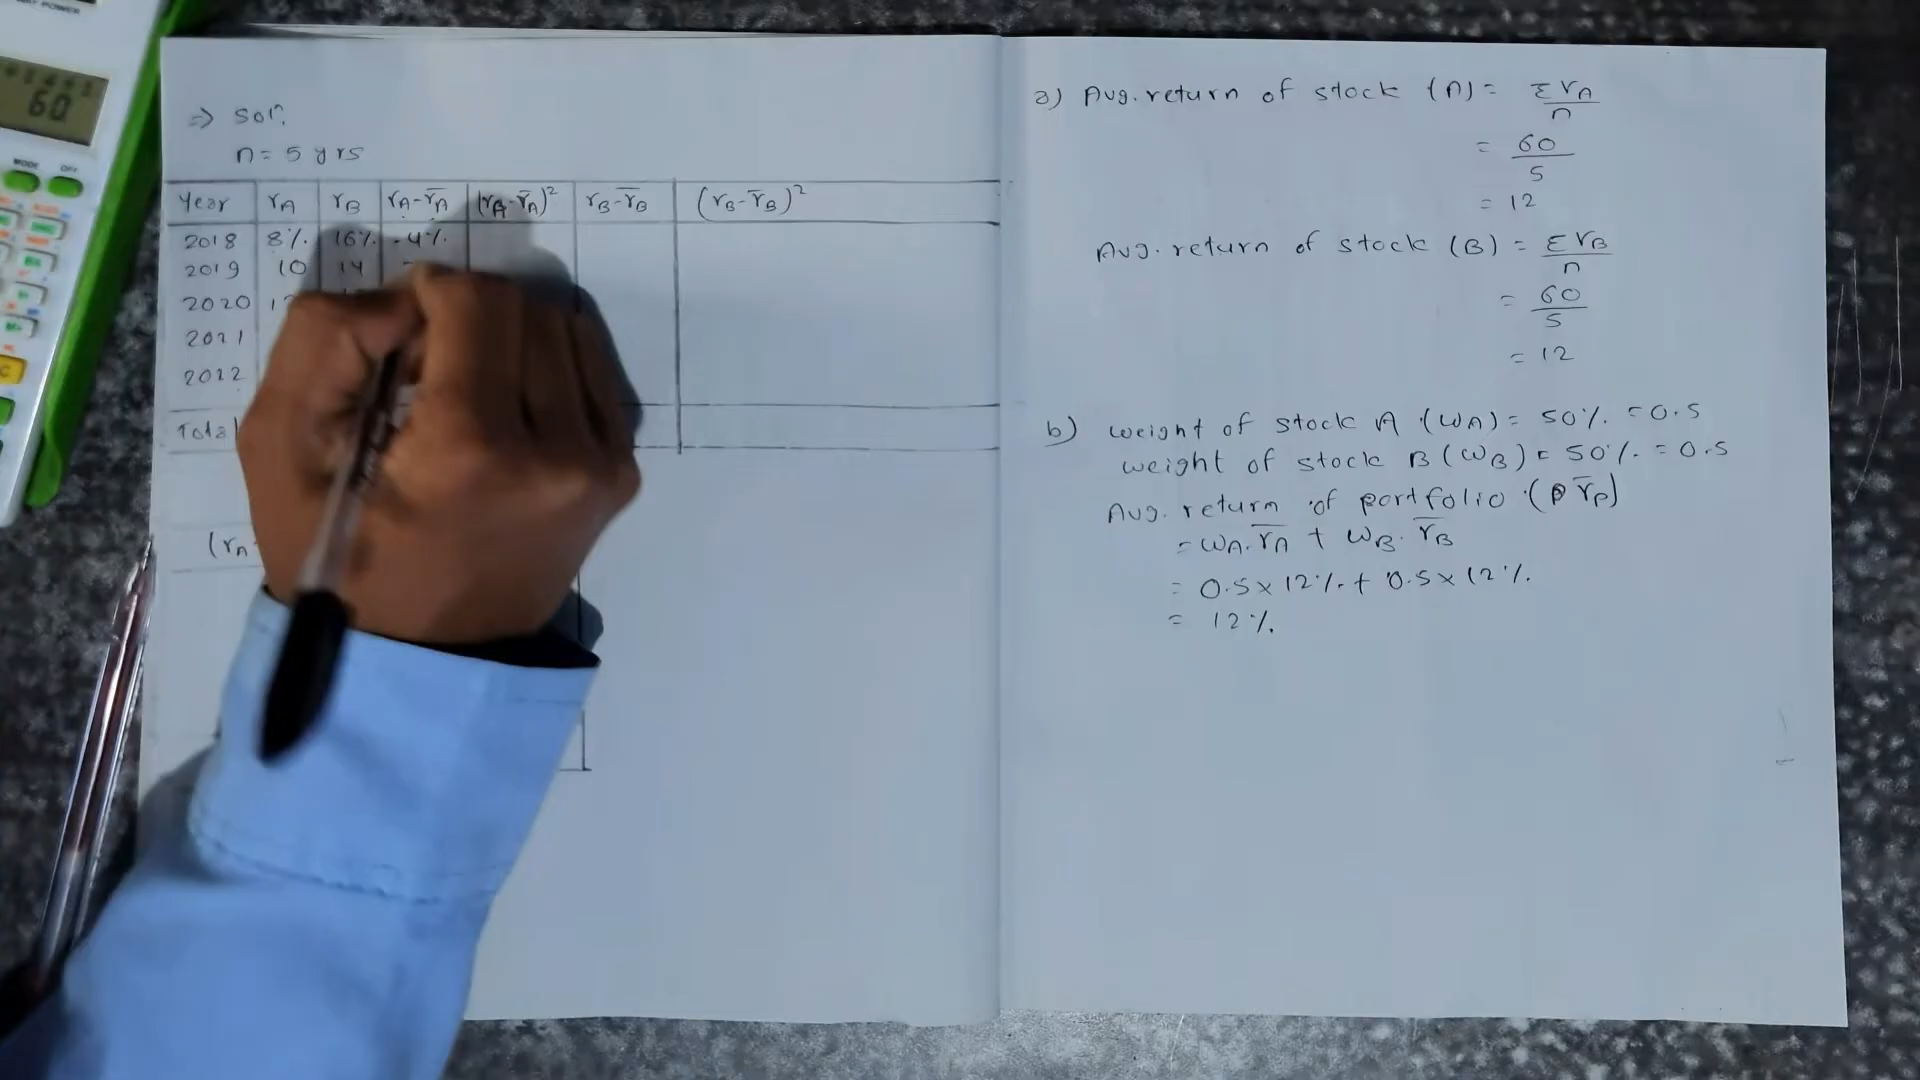 60
MODE OFF
=> Soln.
n = 5 yrs
Year rA rB rA-r̅A (rA-r̅A)² rB-r̅B (rB-r̅B)²
2018 8% 16% -4%
2019 10 14
2020
2021
2022
Total
(rA
a) Avg. return of stock (A) = ΣrA/n
= 60/5
= 12
Avg. return of stock (B) = ΣrB/n
= 60/5
= 12
b) weight of stock A (wA) = 50% = 0.5
weight of stock B (wB) = 50% = 0.5
Avg. return of portfolio (r̅p)
= wA.r̅A + wB.r̅B
= 0.5 x 12% + 0.5 x 12%
= 12%